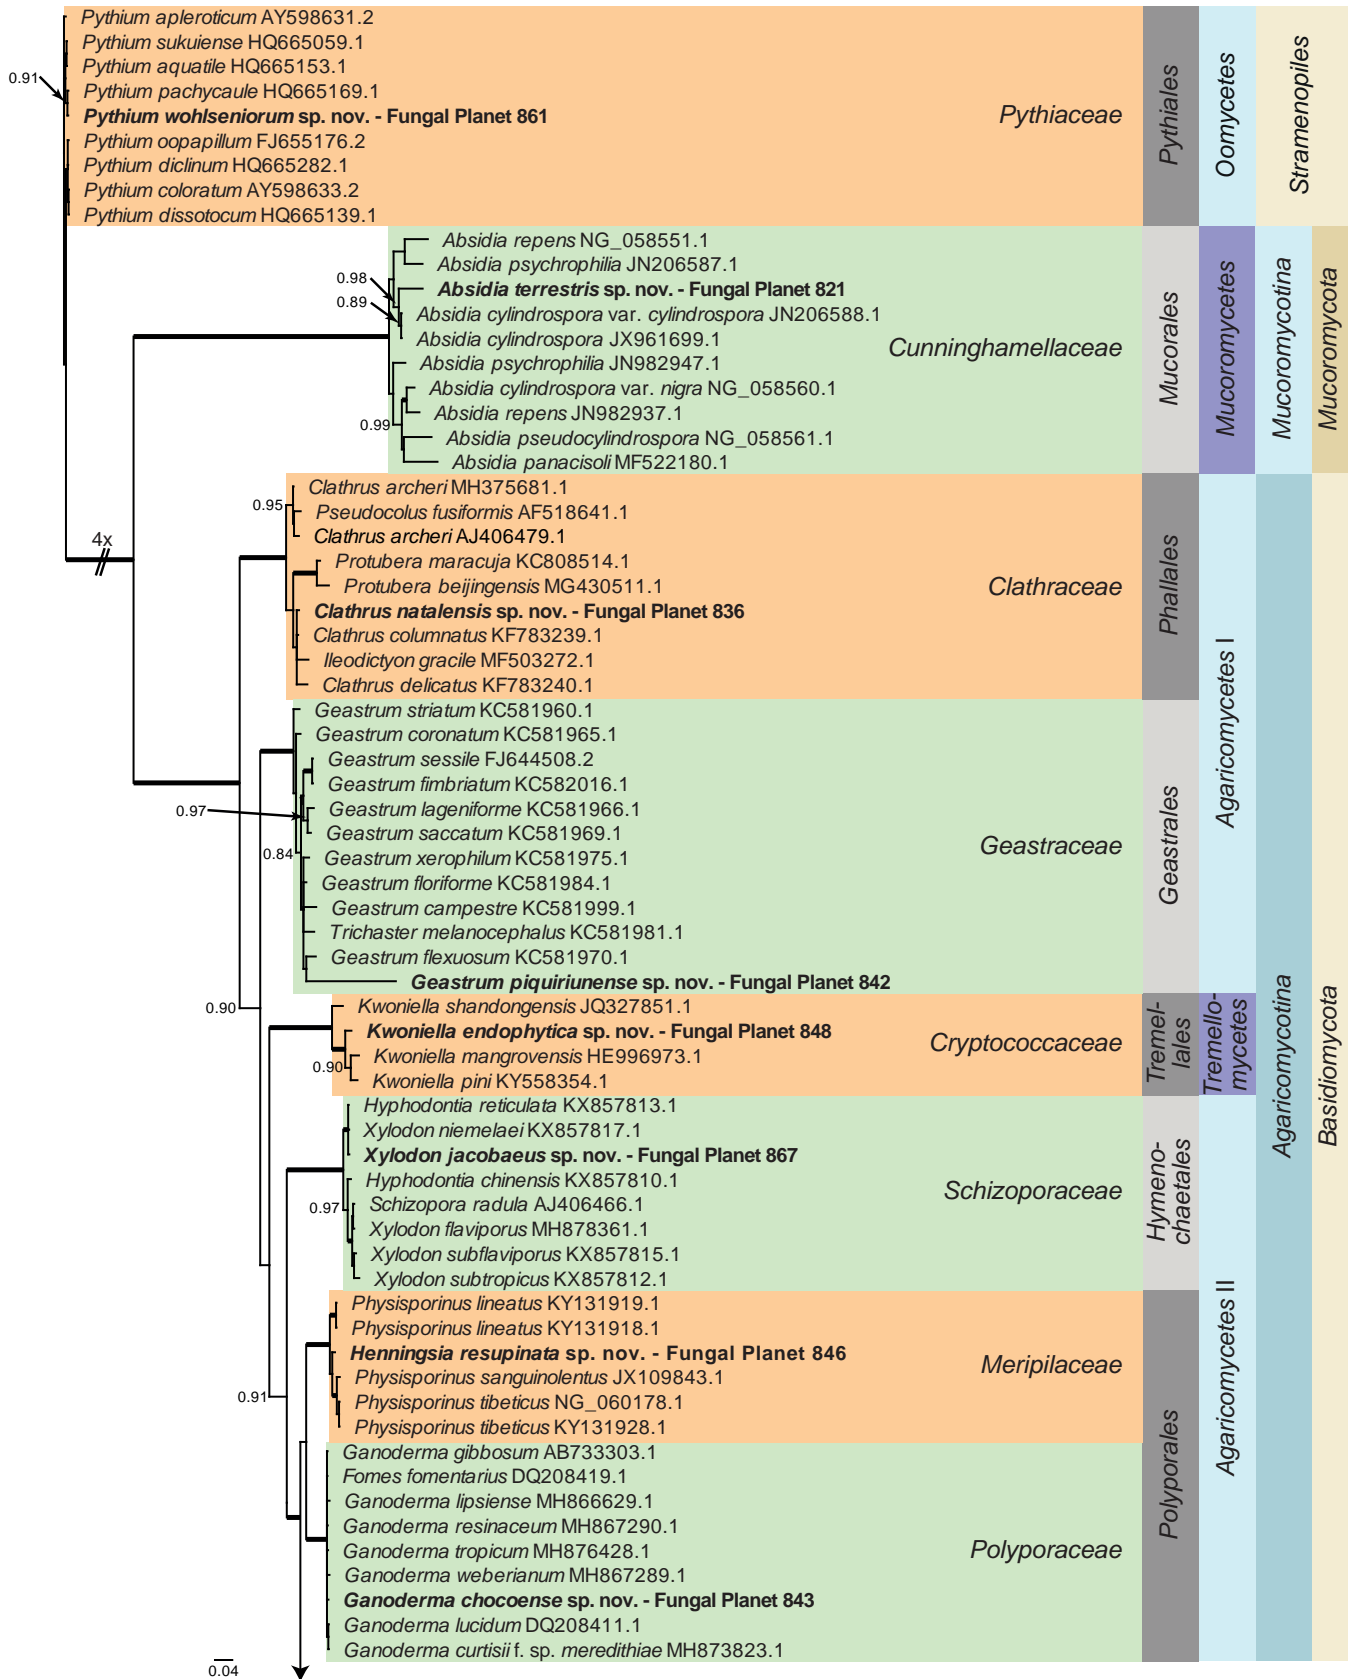 Pythium apleroticum AY598631.2
Pythium sukuiense HQ665059.1
Pythium aquatile HQ665153.1
0.91
Pythium pachycaule HQ665169.1
Pythium wohlseniorum sp. nov. - Fungal Planet 861
Pythium oopapillum FJ655176.2
Pythium diclinum HQ665282.1
Pythium coloratum AY598633.2
Pythium dissotocum HQ665139.1
Pythiaceae
Pythiales
Oomycetes
Stramenopiles
Absidia repens NG_058551.1
Absidia psychrophilia JN206587.1
0.98
Absidia terrestris sp. nov. - Fungal Planet 821
0.89
Absidia cylindrospora var. cylindrospora JN206588.1
Absidia cylindrospora JX961699.1
Absidia psychrophilia JN982947.1
Absidia cylindrospora var. nigra NG_058560.1
Absidia repens JN982937.1
0.99
Absidia pseudocylindrospora NG_058561.1
Absidia panacisoli MF522180.1
Cunninghamellaceae
Mucorales
Mucoromycetes
Mucoromycotina
Mucoromycota
4x
0.95
Clathrus archeri MH375681.1
Pseudocolus fusiformis AF518641.1
Clathrus archeri AJ406479.1
Protubera maracuja KC808514.1
Protubera beijingensis MG430511.1
Clathrus natalensis sp. nov. - Fungal Planet 836
Clathrus columnatus KF783239.1
Ileodictyon gracile MF503272.1
Clathrus delicatus KF783240.1
Clathraceae
Phallales
Agaricomycetes I
Geastrum striatum KC581960.1
Geastrum coronatum KC581965.1
Geastrum sessile FJ644508.2
Geastrum fimbriatum KC582016.1
0.97
Geastrum lageniforme KC581966.1
Geastrum saccatum KC581969.1
0.84
Geastrum xerophilum KC581975.1
Geastrum floriforme KC581984.1
Geastrum campestre KC581999.1
Trichaster melanocephalus KC581981.1
Geastrum flexuosum KC581970.1
Geastrum piquiriunense sp. nov. - Fungal Planet 842
Geastraceae
Geastrales
0.90
Kwoniella shandongensis JQ327851.1
Kwoniella endophytica sp. nov. - Fungal Planet 848
Kwoniella mangrovensis HE996973.1
0.90
Kwoniella pini KY558354.1
Cryptococcaceae
Tremel-
lales
Tremello-
mycetes
Agaricomycotina
Basidiomycota
Hyphodontia reticulata KX857813.1
Xylodon niemelaei KX857817.1
Xylodon jacobaeus sp. nov. - Fungal Planet 867
Hyphodontia chinensis KX857810.1
0.97
Schizopora radula AJ406466.1
Xylodon flaviporus MH878361.1
Xylodon subflaviporus KX857815.1
Xylodon subtropicus KX857812.1
Schizoporaceae
Hymeno-
chaetales
Agaricomycetes II
Physisporinus lineatus KY131919.1
Physisporinus lineatus KY131918.1
Henningsia resupinata sp. nov. - Fungal Planet 846
Physisporinus sanguinolentus JX109843.1
0.91
Physisporinus tibeticus NG_060178.1
Physisporinus tibeticus KY131928.1
Meripilaceae
Polyporales
Ganoderma gibbosum AB733303.1
Fomes fomentarius DQ208419.1
Ganoderma lipsiense MH866629.1
Ganoderma resinaceum MH867290.1
Ganoderma tropicum MH876428.1
Ganoderma weberianum MH867289.1
Ganoderma chocoense sp. nov. - Fungal Planet 843
Ganoderma lucidum DQ208411.1
Ganoderma curtisii f. sp. meredithiae MH873823.1
Polyporaceae
0.04